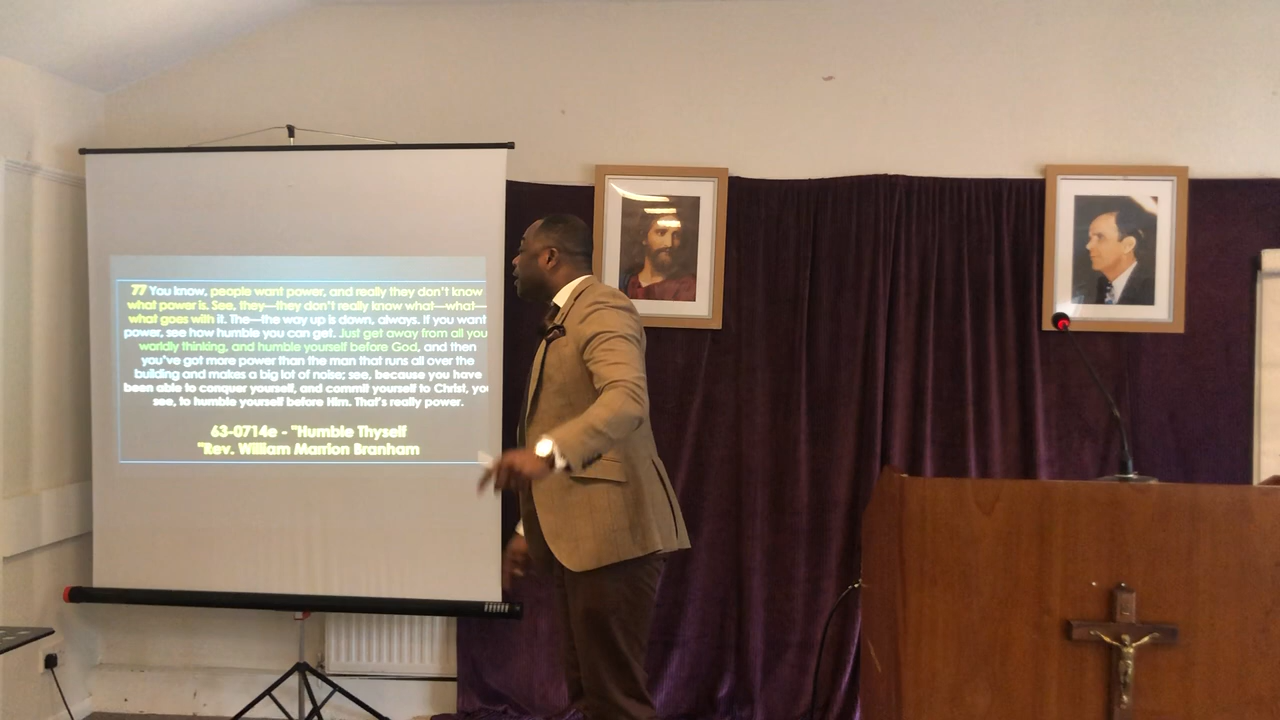 77 You know, people want power, and really they don't know
what power is. See, they—they don't really know what—what—
what goes with it. The—the way up is down, always. If you want
power, see how humble you can get. Just get away from all you
worldly thinking, and humble yourself before God, and then
you've got more power than the man that runs all over the
building and makes a big lot of noise; see, because you have
been able to conquer yourself, and commit yourself to Christ, you
see, to humble yourself before Him. That's really power.
63-0714e - "Humble Thyself
"Rev. William Marrion Branham